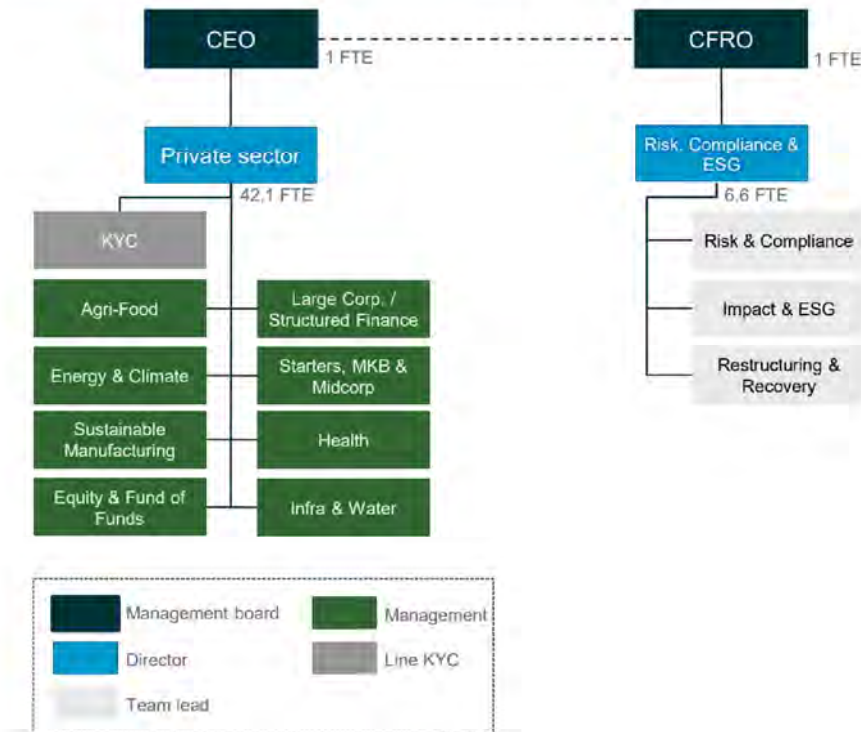 CEO
1 FTE
CFRO
1 FTE
Private sector
42,1 FTE
Risk, Compliance &
ESG
6,6 FTE
KYC
Agri-Food
Large Corp. /
Structured Finance
Energy & Climate
Starters, MKB &
Midcorp
Sustainable
Manufacturing
Health
Equity & Fund of
Funds
Infra & Water
Risk & Compliance
Impact & ESG
Restructuring &
Recovery
Management board
Management
Director
Line KYC
Team lead